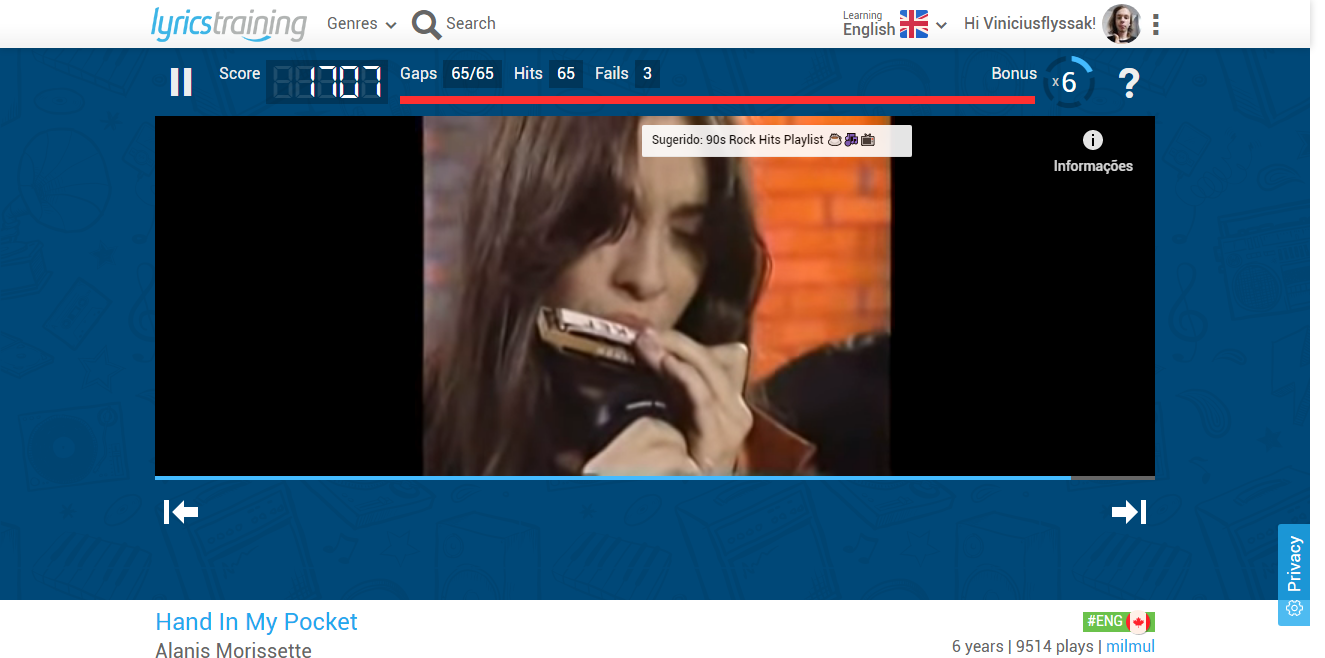 lyricstraining
Genres
Search
Learning
English
Hi Viniciusflyssak!
Score
1707
Gaps 65/65 Hits 65 Fails 3
Bonus
x6
?
Sugerido: 90s Rock Hits Playlist
Informações
Privacy
Hand In My Pocket
Alanis Morissette
#ENG
6 years | 9514 plays | milmul